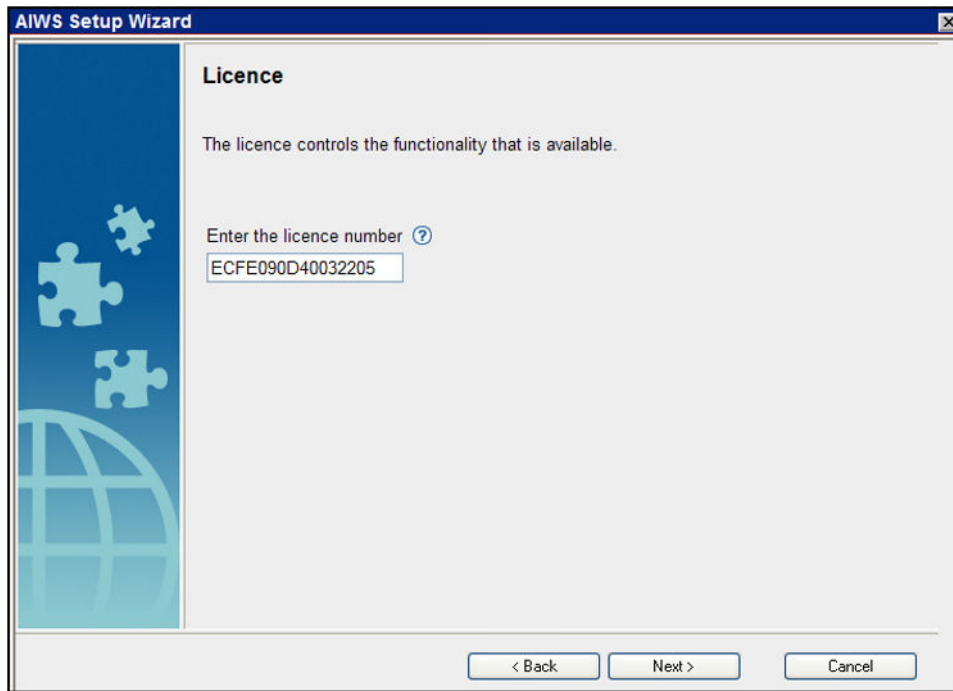 AIWS Setup Wizard
Licence
The licence controls the functionality that is available.
Enter the licence number ?
ECFE090D40032205
< Back
Next >
Cancel